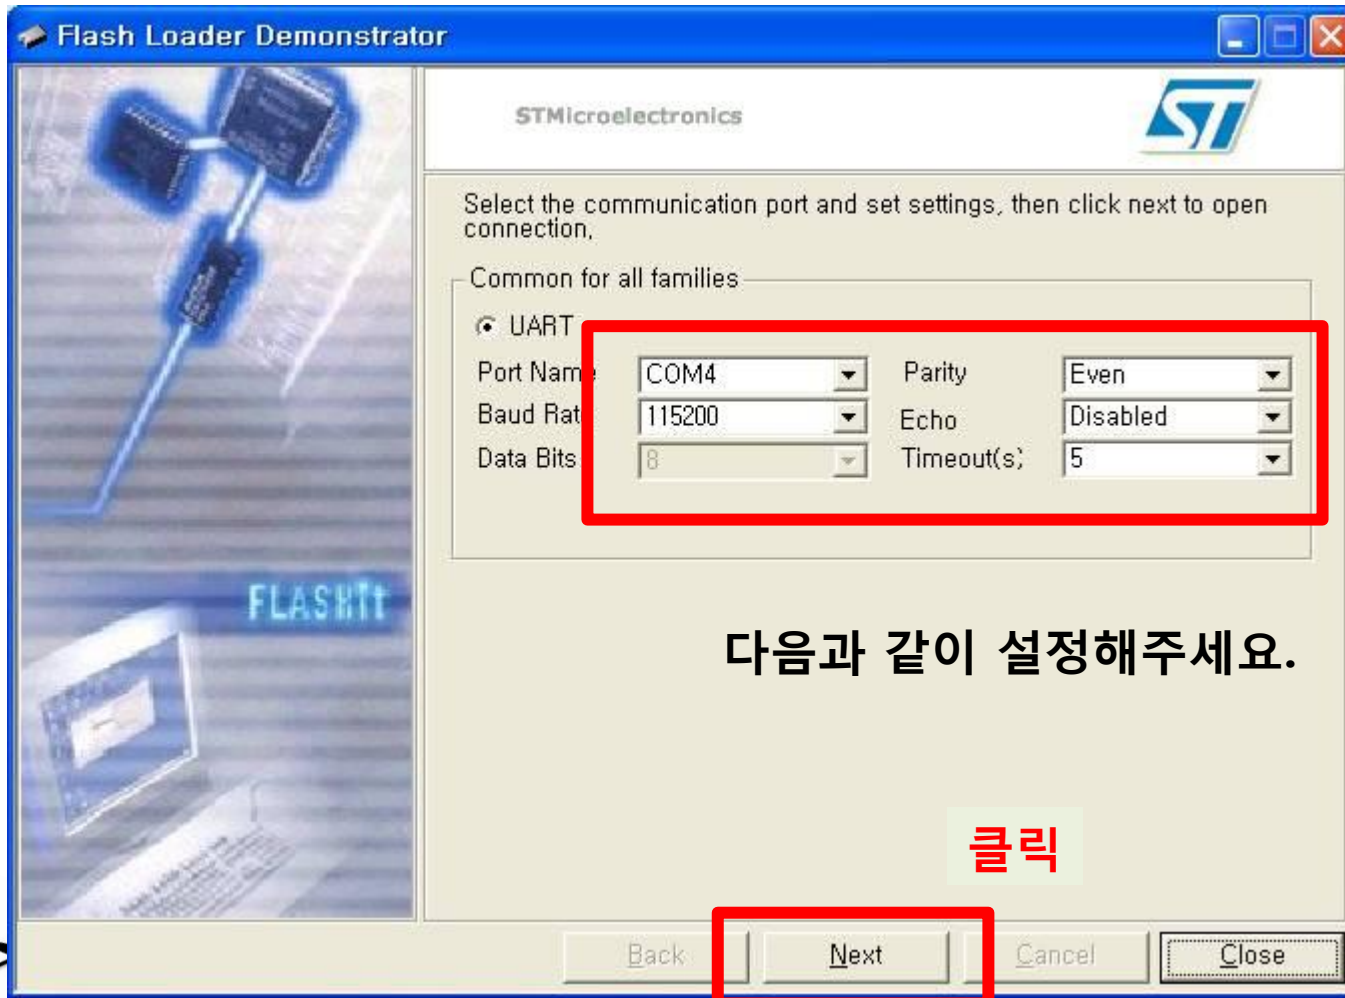 Flash Loader Demonstrator
STMicroelectronics
ST
Select the communication port and set settings, then click next to open
connection,
Common for all families
UART
Port Name COM4 Parity Even
Baud Rat 115200 Echo Disabled
Data Bits 8 Timeout(s) 5
FLASHit
다음과 같이 설정해주세요.
클릭
Back Next Cancel Close